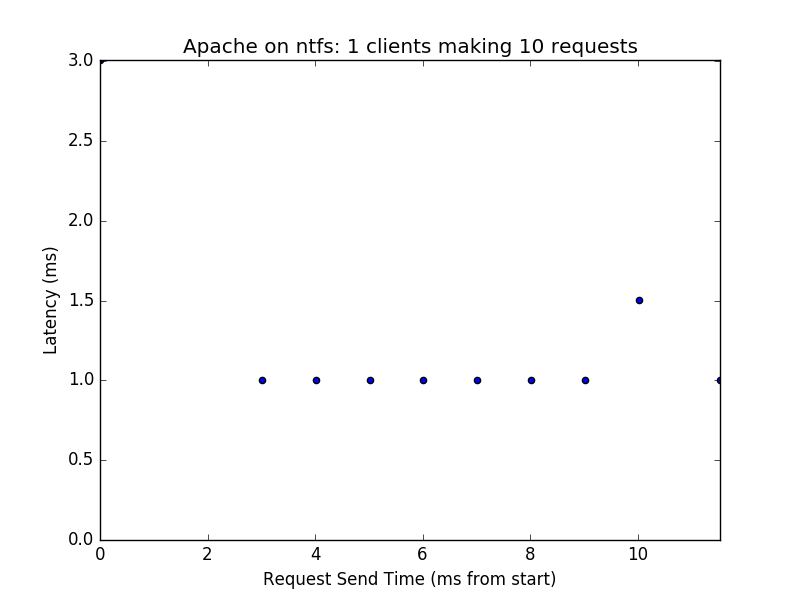 Apache on ntfs: 1 clients making 10 requests
3.0
2.5
2.0
1.5
1.0
0.5
0.0
Latency (ms)
0 2 4 6 8 10
Request Send Time (ms from start)